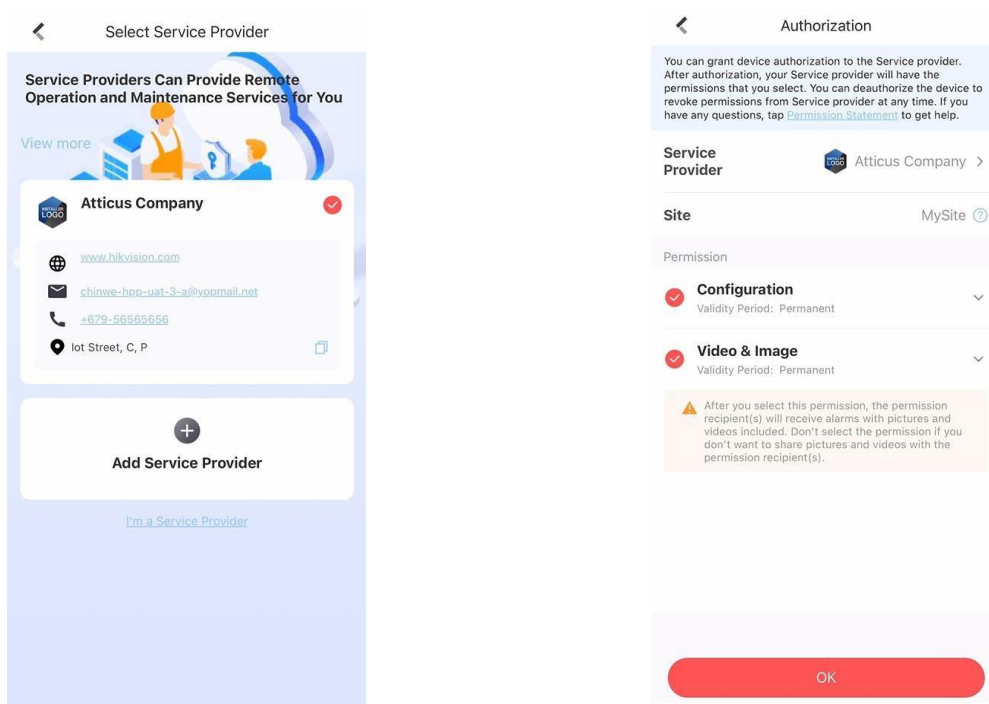 Select Service Provider
Service Providers Can Provide Remote
Operation and Maintenance Services for You
View more
INSTALLER
LOGO
Atticus Company
www.hikvision.com
chinwe-hpp-uat-3-a@yopmail.net
+679-56565656
lot Street, C, P
Add Service Provider
I'm a Service Provider
Authorization
You can grant device authorization to the Service provider.
After authorization, your Service provider will have the
permissions that you select. You can deauthorize the device to
revoke permissions from Service provider at any time. If you
have any questions, tap Permission Statement to get help.
Service
Provider
INSTALLER
LOGO
Atticus Company
Site
MySite
Permission
Configuration
Validity Period: Permanent
Video & Image
Validity Period: Permanent
After you select this permission, the permission
recipient(s) will receive alarms with pictures and
videos included. Don't select the permission if you
don't want to share pictures and videos with the
permission recipient(s).
OK